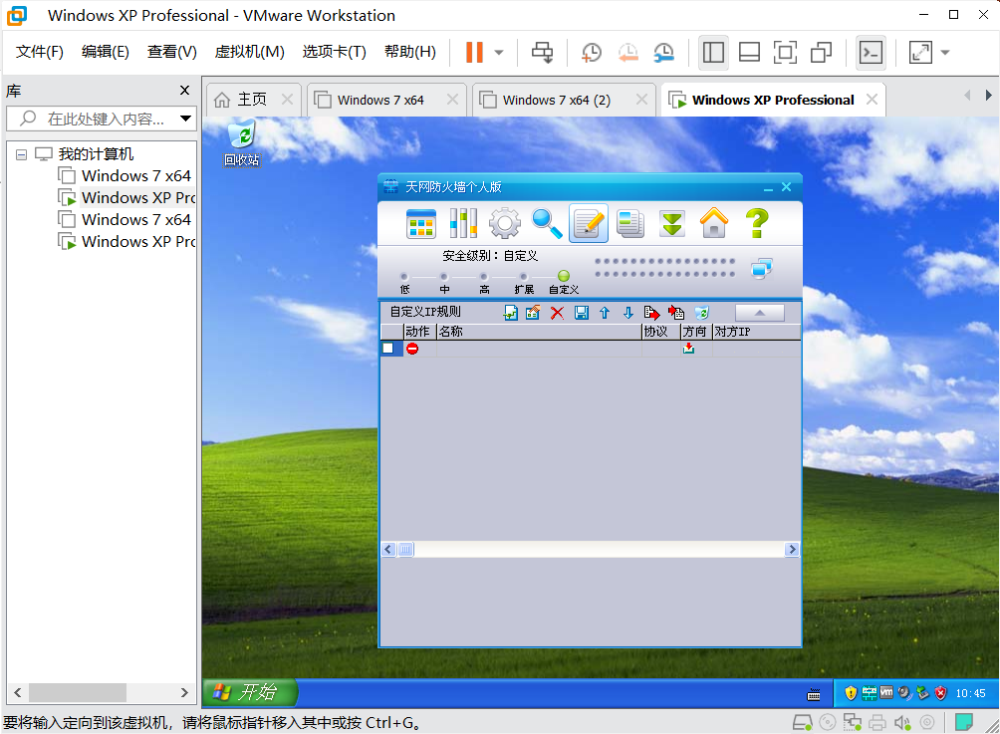 Windows XP Professional - VMware Workstation
文件(F) 编辑(E) 查看(V) 虚拟机(M) 选项卡(T) 帮助(H)
库
在此处键入内容...
我的计算机
Windows 7 x64
Windows XP Prc
Windows 7 x64
Windows XP Prc
主页 Windows 7 x64 Windows 7 x64 (2) Windows XP Professional
回收站
天网防火墙个人版
安全级别：自定义
低 中 高 扩展 自定义
自定义IP规则
动作 名称 协议 方向 对方IP
开始
10:45
要将输入定向到该虚拟机，请将鼠标指针移入其中或按 Ctrl+G。